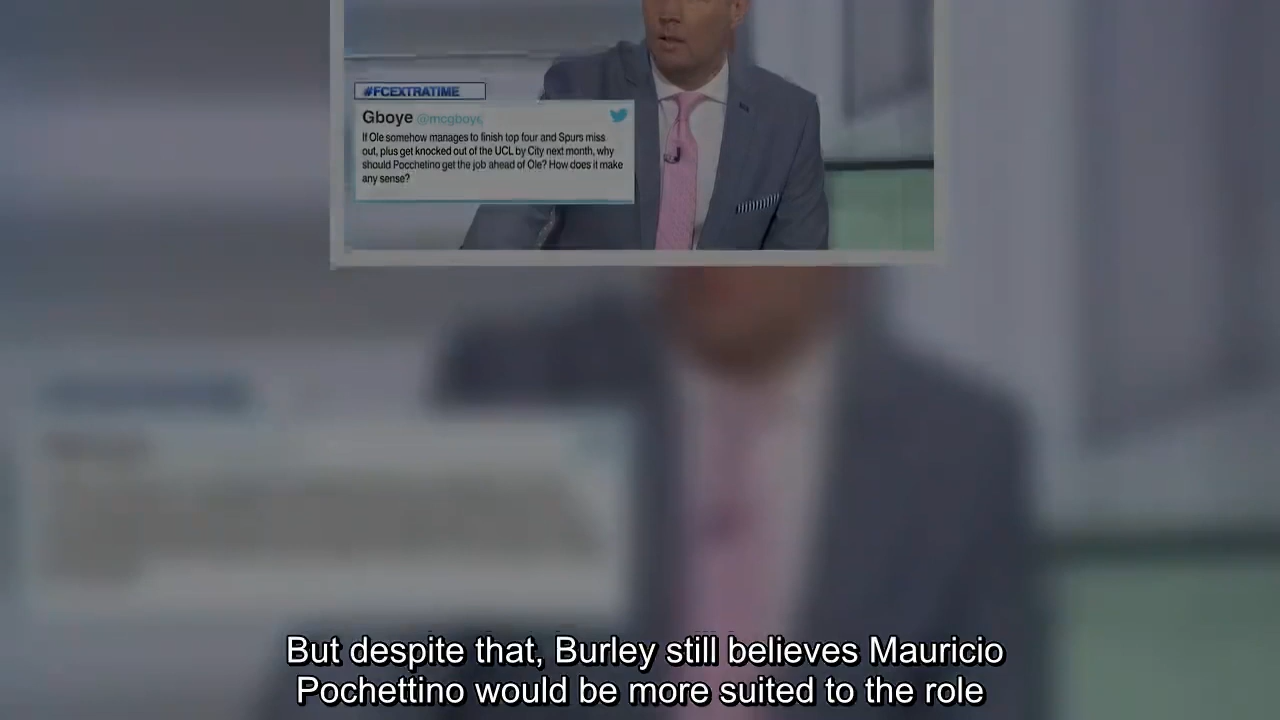 #FCEXTRATIME
Gboye @mcgboye
If Ole somehow manages to finish top four and Spurs miss
out, plus get knocked out of the UCL by City next month, why
should Pocchetino get the job ahead of Ole? How does it make
any sense?
But despite that, Burley still believes Mauricio
Pochettino would be more suited to the role